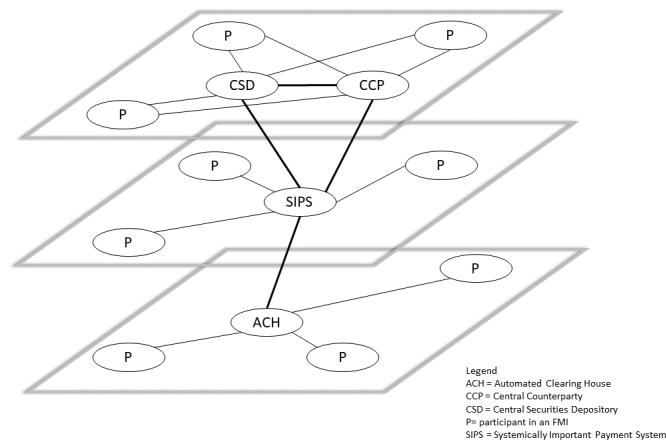 P
P
CSD
CCP
P
P
P
SIPS
P
P
ACH
P
P
Legend
ACH = Automated Clearing House
CCP = Central Counterparty
CSD = Central Securities Depository
P= participant in an FMI
SIPS = Systemically Important Payment System